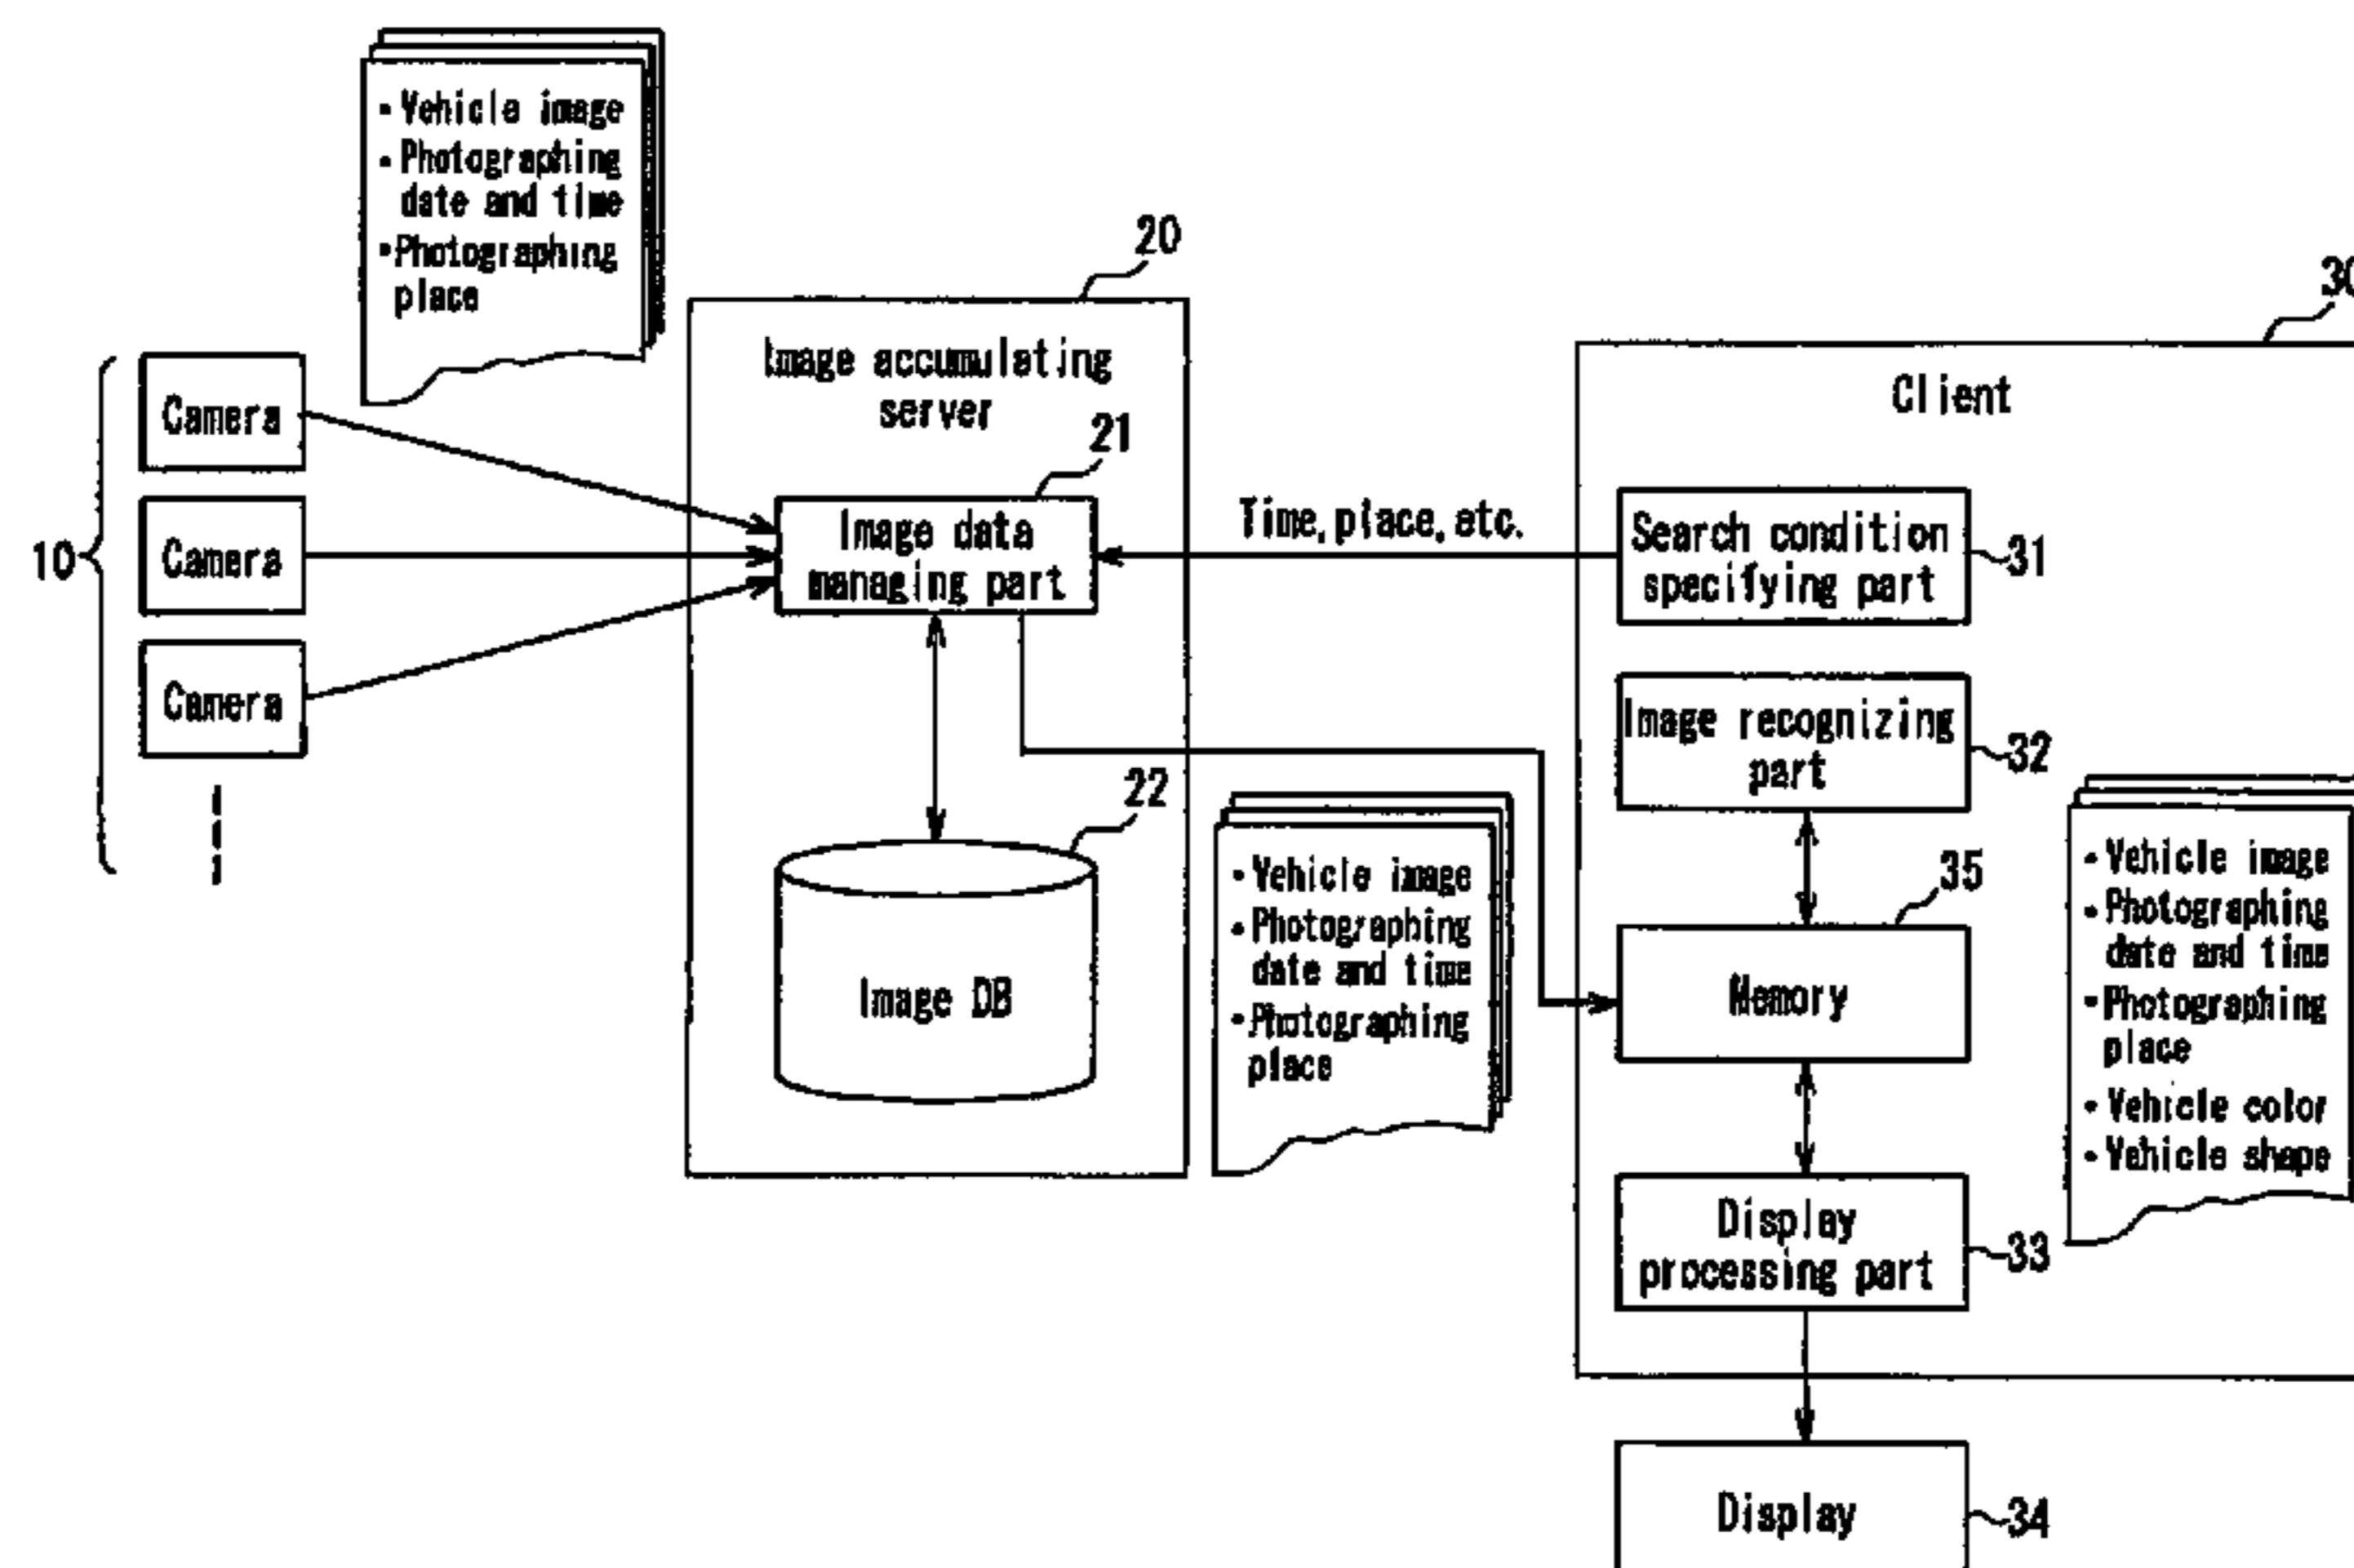 • Vehicle image
• Photographing
date and time
• Photographing
place
20
Image accumulating
server
30
Client
10
Camera
Camera
Camera
21
Image data
managing part
Time, place, etc.
Search condition
specifying part
31
Image recognizing
part
32
22
Image DB
• Vehicle image
• Photographing
date and time
• Photographing
place
35
Memory
• Vehicle image
• Photographing
date and time
• Photographing
place
• Vehicle color
• Vehicle shape
Display
processing part
33
Display
34